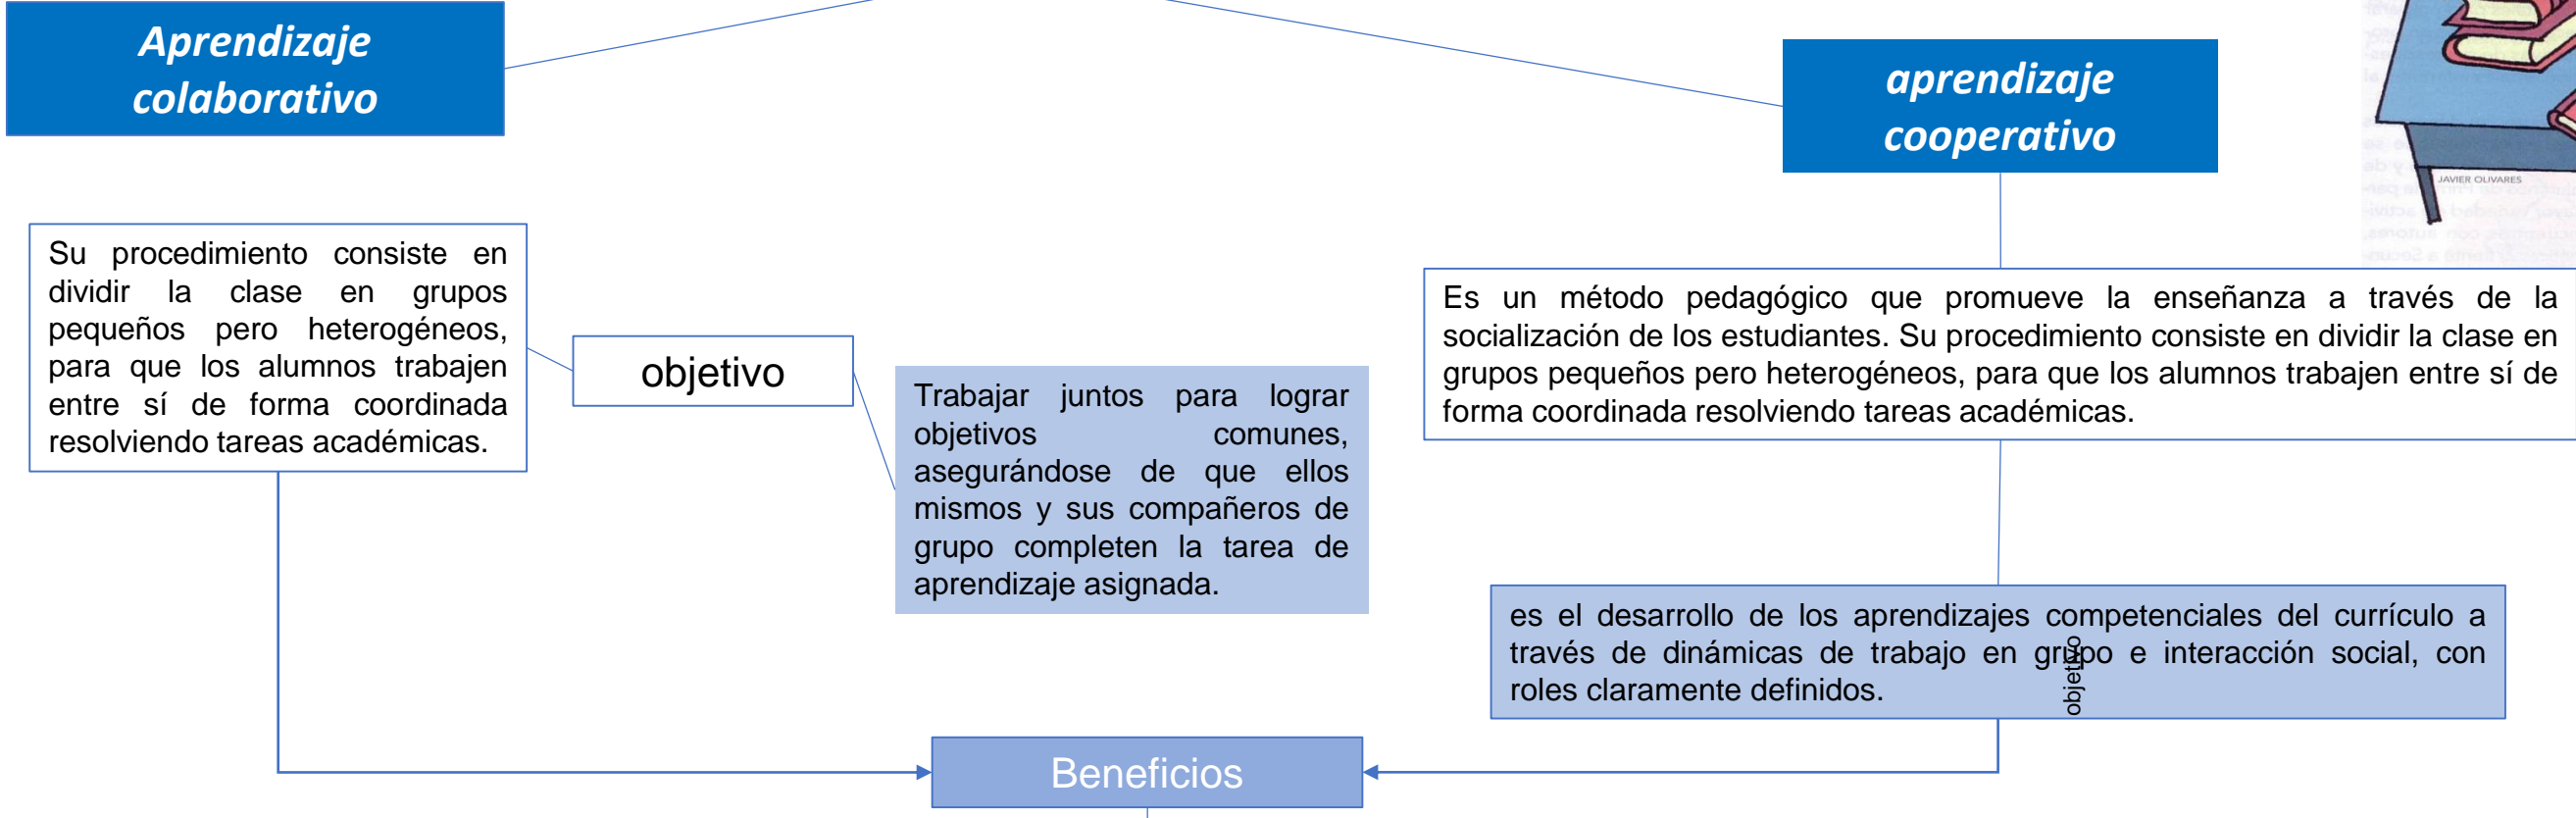 Aprendizaje
colaborativo
aprendizaje
cooperativo
JAVIER OLIVARES
Su procedimiento consiste en
dividir la clase en grupos
pequeños pero heterogéneos,
para que los alumnos trabajen
entre sí de forma coordinada
resolviendo tareas académicas.
objetivo
Trabajar juntos para lograr
objetivos comunes,
asegurándose de que ellos
mismos y sus compañeros de
grupo completen la tarea de
aprendizaje asignada.
Es un método pedagógico que promueve la enseñanza a través de la
socialización de los estudiantes. Su procedimiento consiste en dividir la clase en
grupos pequeños pero heterogéneos, para que los alumnos trabajen entre sí de
forma coordinada resolviendo tareas académicas.
es el desarrollo de los aprendizajes competenciales del currículo a
través de dinámicas de trabajo en grupo e interacción social, con
roles claramente definidos.
objetivo
Beneficios